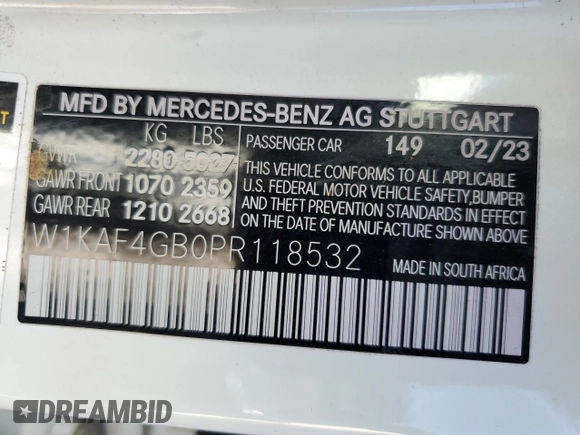 T
MFD BY MERCEDES-BENZ AG STUTTGART
KG LBS
GVWR 2280 5027
GAWR FRONT 1070 2359
GAWR REAR 1210 2668
PASSENGER CAR 149 02/23
THIS VEHICLE CONFORMS TO ALL APPLICABLE
U.S. FEDERAL MOTOR VEHICLE SAFETY,BUMPER
AND THEFT PREVENTION STANDARDS IN EFFECT
ON THE DATE OF MANUFACTURE SHOWN ABOVE.
W1KAF4GB0PR118532
MADE IN SOUTH AFRICA
DREAMBID